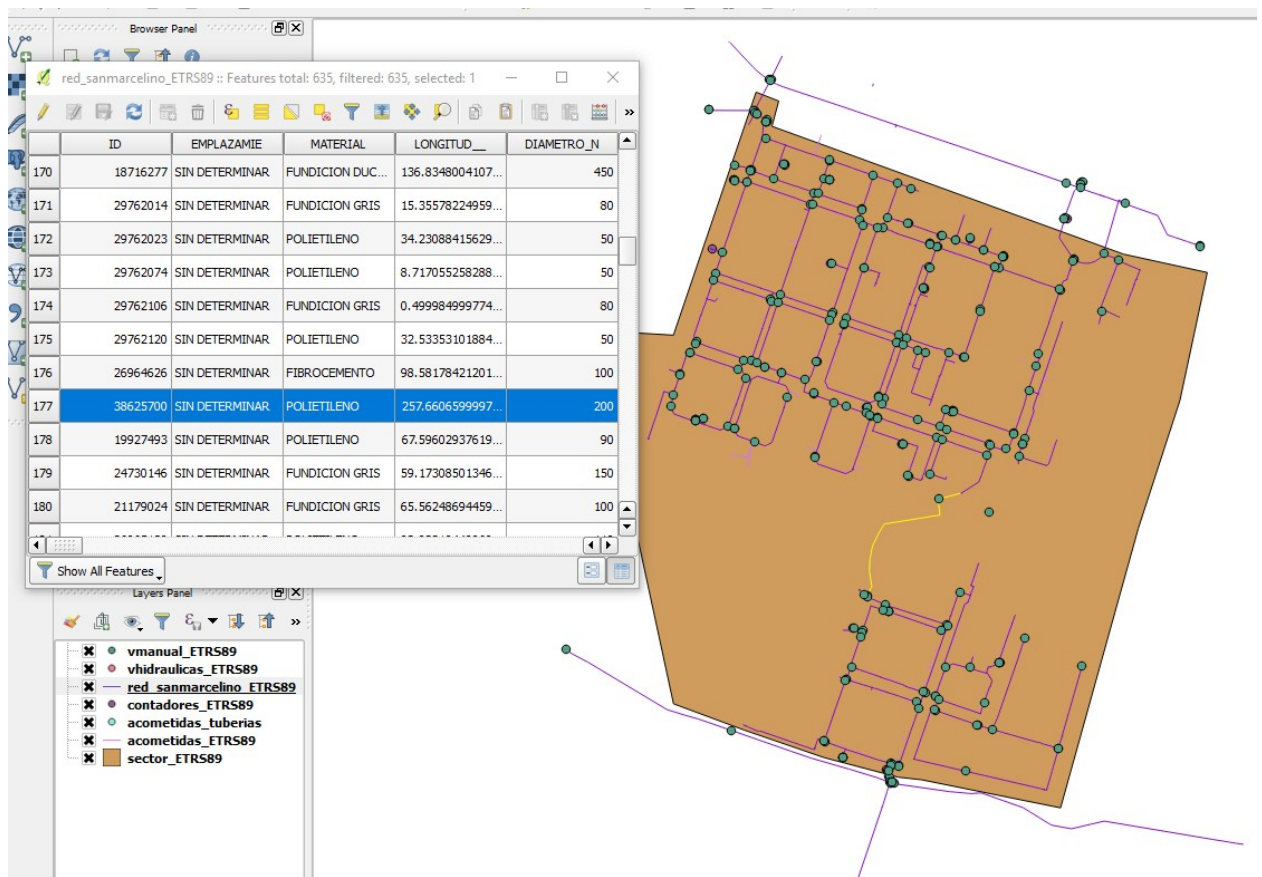 Browser Panel
red_sanmarcelino_ETRS89 :: Features total: 635, filtered: 635, selected: 1
ID EMPLAZAMIE MATERIAL LONGITUD__ DIAMETRO_N
170 18716277 SIN DETERMINAR FUNDICION DUC... 136.8348004107... 450
171 29762014 SIN DETERMINAR FUNDICION GRIS 15.35578224959... 80
172 29762023 SIN DETERMINAR POLIETILENO 34.23088415629... 50
173 29762074 SIN DETERMINAR POLIETILENO 8.717055258288... 50
174 29762106 SIN DETERMINAR FUNDICION GRIS 0.499984999774... 80
175 29762120 SIN DETERMINAR POLIETILENO 32.53353101884... 50
176 26964626 SIN DETERMINAR FIBROCEMENTO 98.58178421201... 100
177 38625700 SIN DETERMINAR POLIETILENO 257.6606599997... 200
178 19927493 SIN DETERMINAR POLIETILENO 67.59602937619... 90
179 24730146 SIN DETERMINAR FUNDICION GRIS 59.17308501346... 150
180 21179024 SIN DETERMINAR FUNDICION GRIS 65.56248694459... 100
Show All Features
Layers Panel
vmanual_ETRS89
vhidraulicas_ETRS89
red_sanmarcelino_ETRS89
contadores_ETRS89
acometidas_tuberias
acometidas_ETRS89
sector_ETRS89